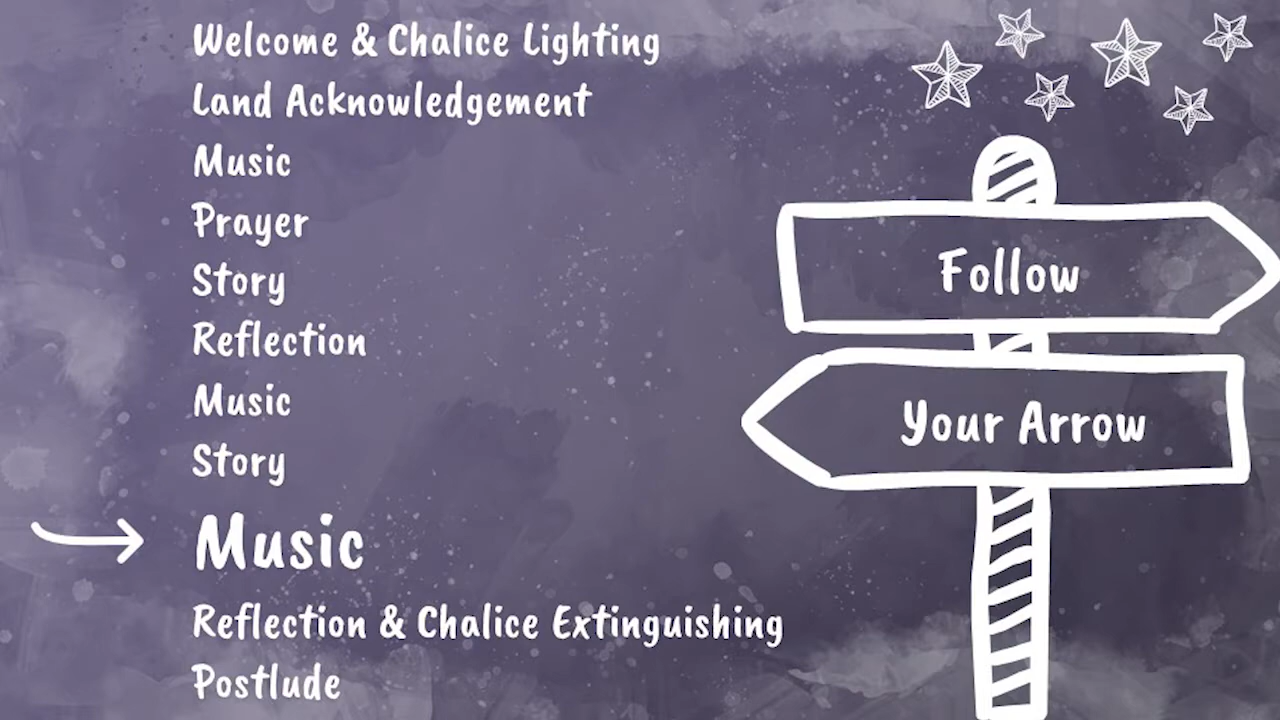 Welcome & Chalice Lighting
Land Acknowledgement
Music
Prayer
Story
Reflection
Music
Story
Music
Reflection & Chalice Extinguishing
Postlude
Follow
Your Arrow